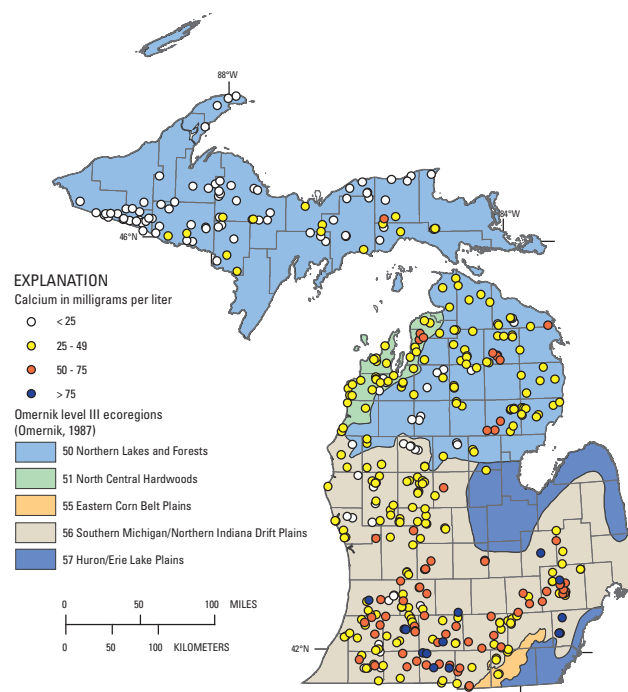 88°W
84°W
46°N
EXPLANATION
Calcium in milligrams per liter
< 25
25 - 49
50 - 75
> 75
Omernik level III ecoregions
(Omernik, 1987)
50 Northern Lakes and Forests
51 North Central Hardwoods
55 Eastern Corn Belt Plains
56 Southern Michigan/Northern Indiana Drift Plains
57 Huron/Erie Lake Plains
0 50 100 MILES
0 50 100 KILOMETERS
42°N